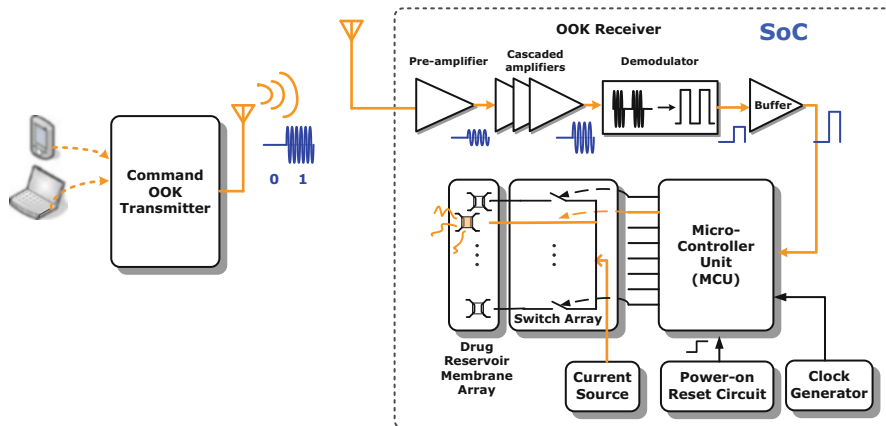 OOK Receiver
SoC
Pre-amplifier
Cascaded
amplifiers
Demodulator
Buffer
Command
OOK
Transmitter
0 1
Micro-
Controller
Unit
(MCU)
Switch Array
Drug
Reservoir
Membrane
Array
Current
Source
Power-on
Reset Circuit
Clock
Generator